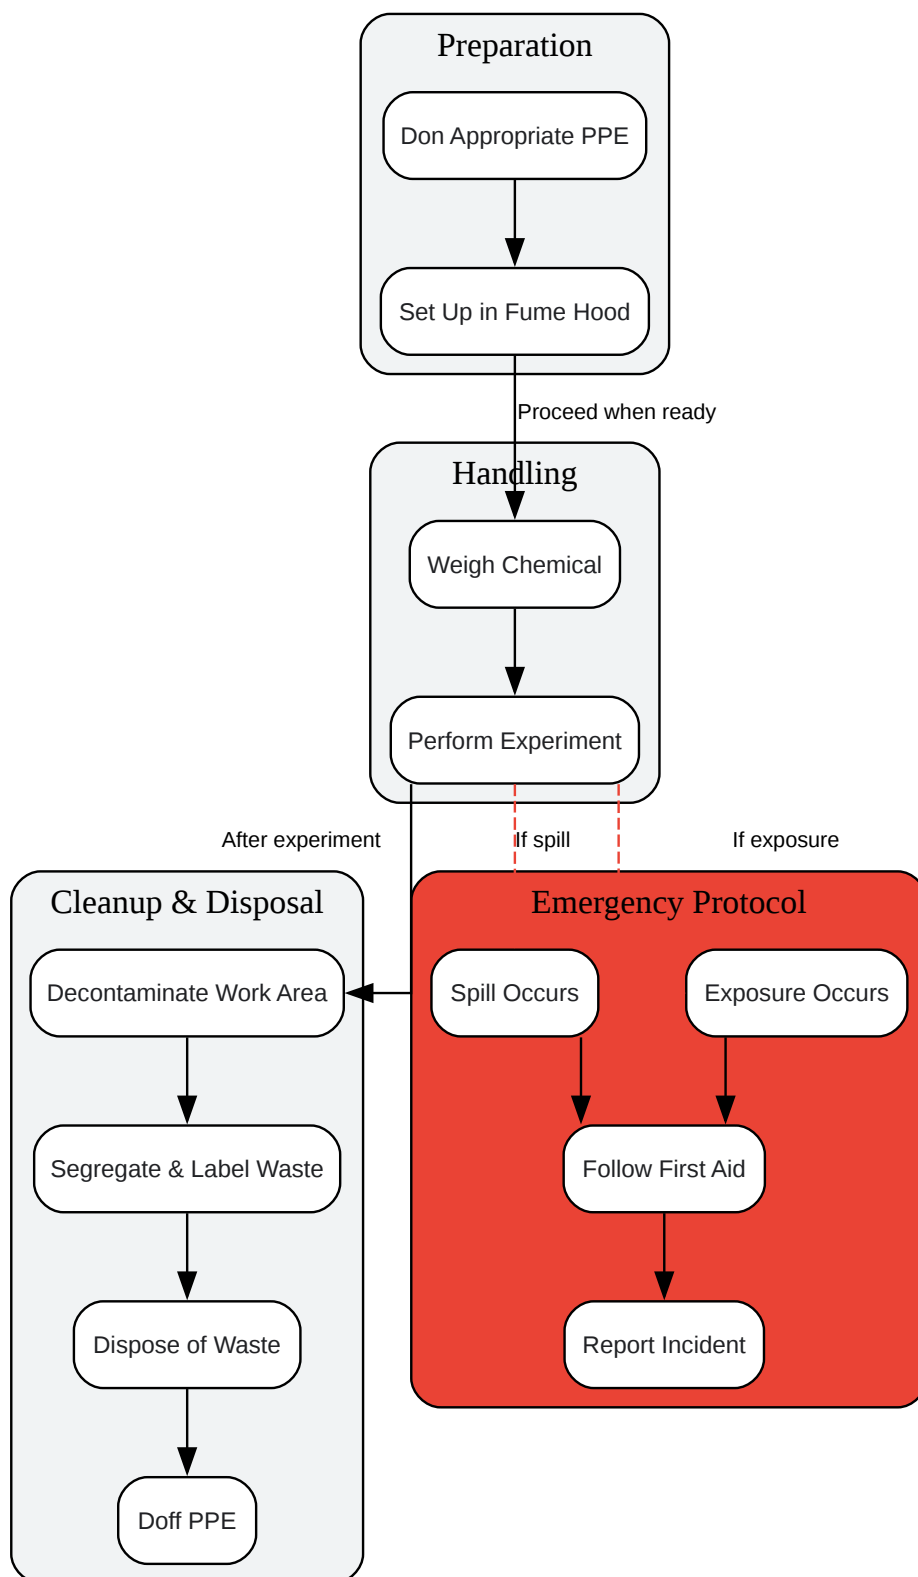 Preparation
Don Appropriate PPE
Set Up in Fume Hood
Proceed when ready
Handling
Weigh Chemical
Perform Experiment
After experiment
If spill
If exposure
Cleanup & Disposal
Decontaminate Work Area
Segregate & Label Waste
Dispose of Waste
Doff PPE
Emergency Protocol
Spill Occurs
Exposure Occurs
Follow First Aid
Report Incident